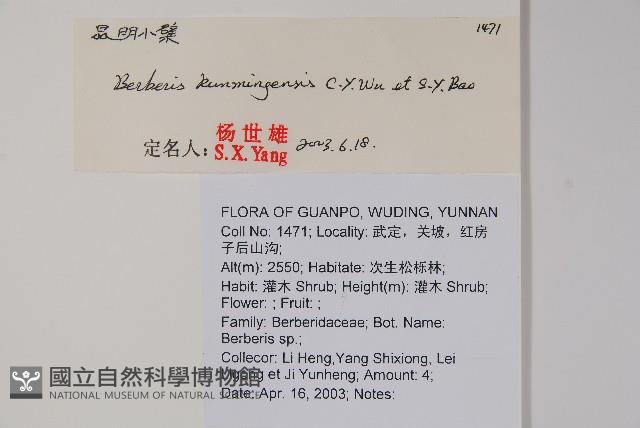 昆明小檗
1471
Berberis kunmingensis C.Y.Wu et S.Y.Bao
定名人: 杨世雄 S.X.Yang 2003.6.18.
FLORA OF GUANPO, WUDING, YUNNAN
Coll No: 1471; Locality: 武定，关坡，红房
子后山沟;
Alt(m): 2550; Habitate: 次生松栎林;
Habit: 灌木 Shrub; Height(m): 灌木 Shrub;
Flower: ; Fruit: ;
Family: Berberidaceae; Bot. Name:
Berberis sp.;
Collecor: Li Heng,Yang Shixiong, Lei
et Ji Yunheng; Amount: 4;
Date: Apr. 16, 2003; Notes:
國立自然科學博物館
NATIONAL MUSEUM OF NATURAL SCIENCE